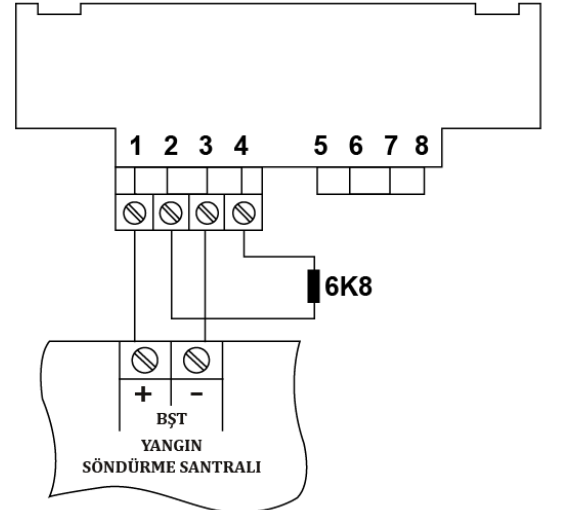 1 2 3 4 5 6 7 8
6K8
+ -
BŞT
YANGIN
SÖNDÜRME SANTRALI